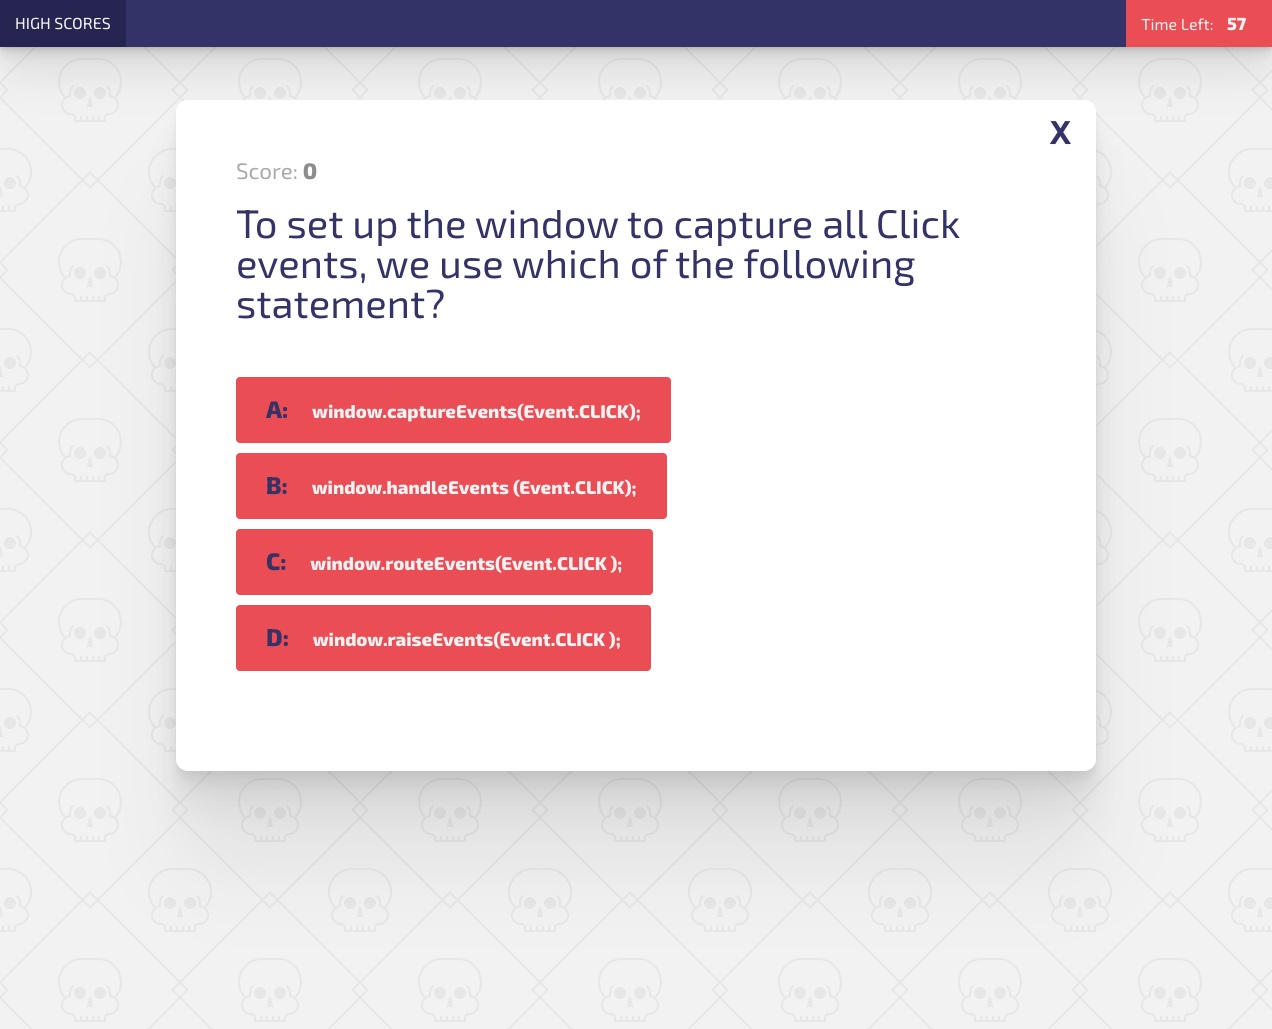 HIGH SCORES
Time Left: 57
X
Score: 0
To set up the window to capture all Click
events, we use which of the following
statement?
A: window.captureEvents(Event.CLICK);
B: window.handleEvents (Event.CLICK);
C: window.routeEvents(Event.CLICK );
D: window.raiseEvents(Event.CLICK );